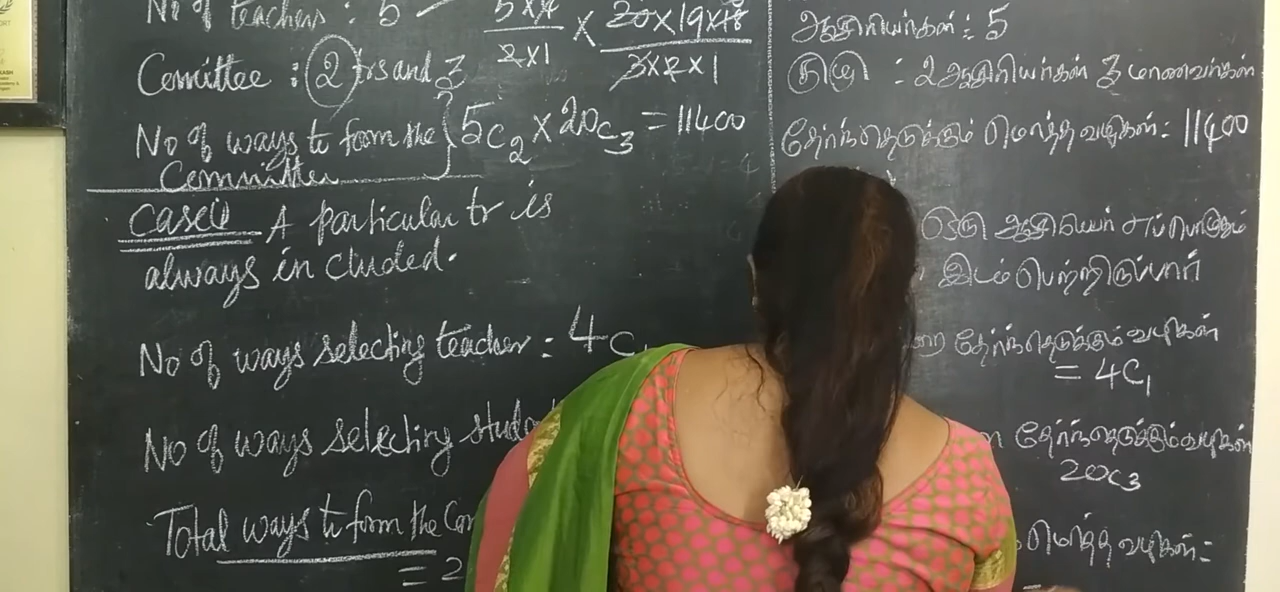 No of teachers : 5
5 x 4 / 2 x 1 x 20 x 19 x 18 / 3 x 2 x 1
Comittee : 2 trs and 3
No of ways to form the Committee } 5C2 x 20C3 = 11400
Case i) A particular tr is
always included.
No of ways selecting teacher : 4C1
No of ways selecting stude
Total ways to form the Com
= 2
ஆசிரியர்கள் : 5
குழு : 2 ஆசிரியர்கள் 3 மாணவர்கள்
தேர்ந்தெடுக்கும் மொத்த வழிகள் : 11400
ஒரு ஆசிரியர் எப்பொழுதும்
இடம் பெற்றிருப்பார்
தேர்ந்தெடுக்கும் வழிகள்
= 4C1
தேர்ந்தெடுக்கும் வழிகள்
20C3
மொத்த வழிகள் :
=